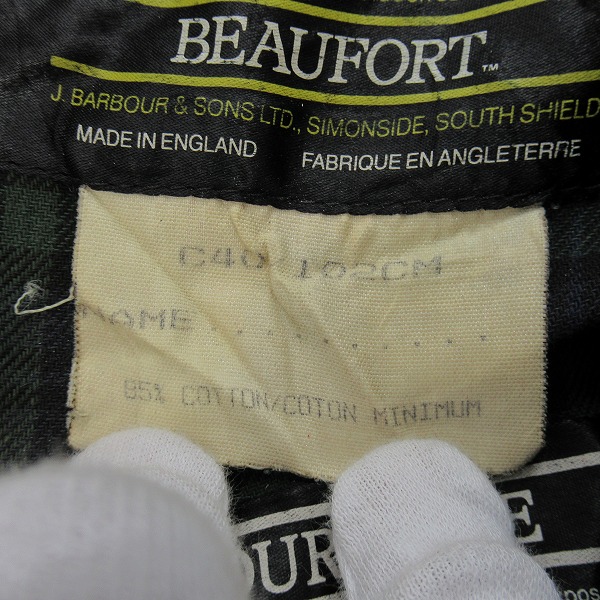 BEAUFORT™
J. BARBOUR & SONS LTD., SIMONSIDE, SOUTH SHIELD
MADE IN ENGLAND FABRIQUE EN ANGLETERRE
C40/102CM
NAME..........
85% COTTON/COTON MINIMUM
OUR E